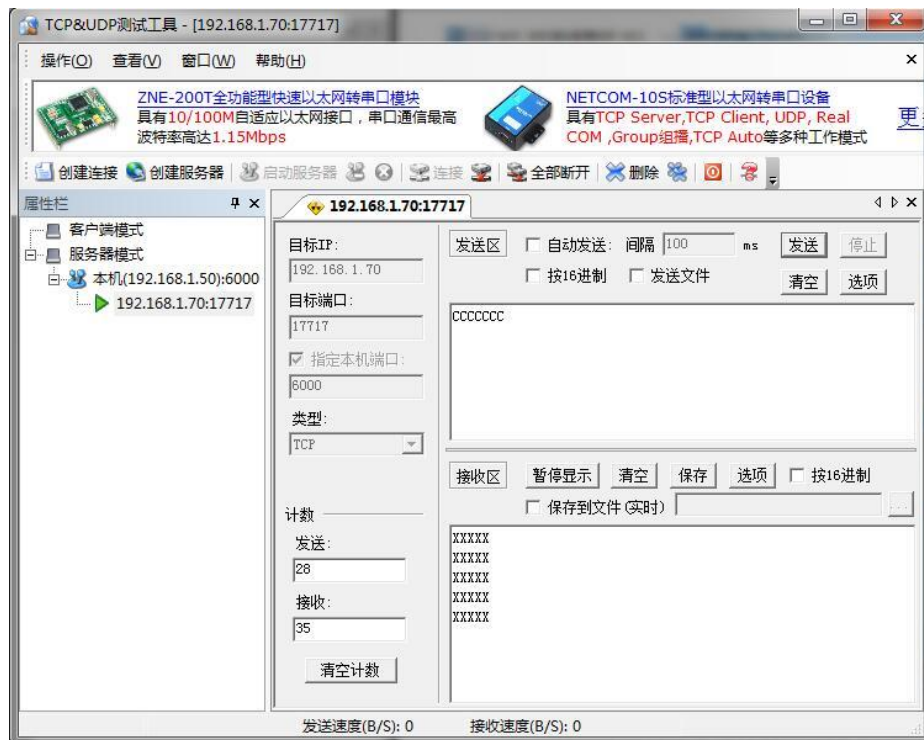 TCP&UDP测试工具 - [192.168.1.70:17717]
操作(O) 查看(V) 窗口(W) 帮助(H)
ZNE-200T全功能型快速以太网转串口模块
具有10/100M自适应以太网接口，串口通信最高
波特率高达1.15Mbps
NETCOM-10S标准型以太网转串口设备
具有TCP Server,TCP Client, UDP, Real
COM ,Group组播,TCP Auto等多种工作模式
更
创建连接 创建服务器 启动服务器 连接 全部断开 删除
属性栏
客户端模式
服务器模式
本机(192.168.1.50):6000
192.168.1.70:17717
192.168.1.70:17717
目标IP:
192.168.1.70
目标端口:
17717
指定本机端口:
6000
类型:
TCP
计数
发送:
28
接收:
35
清空计数
发送区 自动发送: 间隔 100 ms 发送 停止
按16进制 发送文件 清空 选项
CCCCCCC
接收区 暂停显示 清空 保存 选项 按16进制
保存到文件(实时) ...
XXXXX
XXXXX
XXXXX
XXXXX
XXXXX
发送速度(B/S): 0 接收速度(B/S): 0